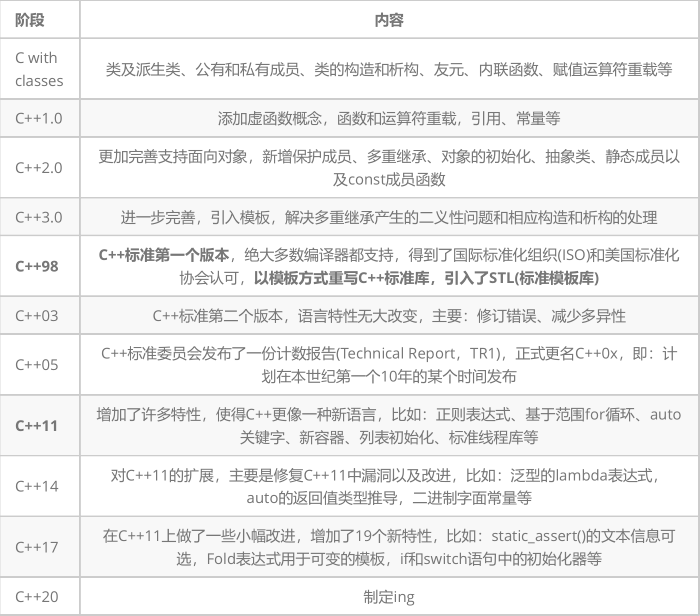 阶段 内容
C with
classes
类及派生类、公有和私有成员、类的构造和析构、友元、内联函数、赋值运算符重载等
C++1.0 添加虚函数概念，函数和运算符重载，引用、常量等
C++2.0
更加完善支持面向对象，新增保护成员、多重继承、对象的初始化、抽象类、静态成员以
及const成员函数
C++3.0 进一步完善，引入模板，解决多重继承产生的二义性问题和相应构造和析构的处理
C++98
C++标准第一个版本，绝大多数编译器都支持，得到了国际标准化组织(ISO)和美国标准化
协会认可，以模板方式重写C++标准库，引入了STL(标准模板库)
C++03 C++标准第二个版本，语言特性无大改变，主要：修订错误、减少多异性
C++05
C++标准委员会发布了一份计数报告(Technical Report，TR1)，正式更名C++0x，即：计
划在本世纪第一个10年的某个时间发布
C++11
增加了许多特性，使得C++更像一种新语言，比如：正则表达式、基于范围for循环、auto
关键字、新容器、列表初始化、标准线程库等
C++14
对C++11的扩展，主要是修复C++11中漏洞以及改进，比如：泛型的lambda表达式，
auto的返回值类型推导，二进制字面常量等
C++17
在C++11上做了一些小幅改进，增加了19个新特性，比如：static_assert()的文本信息可
选，Fold表达式用于可变的模板，if和switch语句中的初始化器等
C++20 制定ing